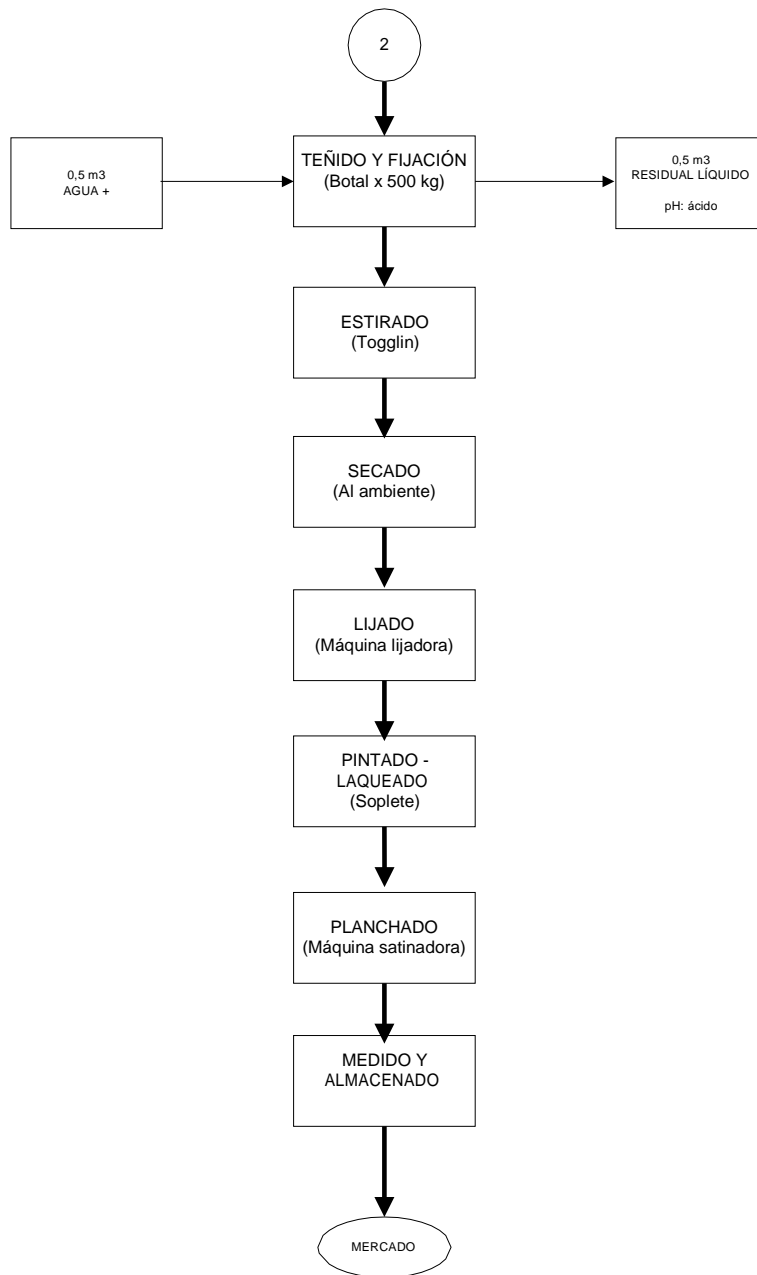 2
TEÑIDO Y FIJACIÓN
(Botal x 500 kg)
0,5 m3
AGUA +
0,5 m3
RESIDUAL LÍQUIDO
pH: ácido
ESTIRADO
(Togglin)
SECADO
(Al ambiente)
LIJADO
(Máquina lijadora)
PINTADO -
LAQUEADO
(Soplete)
PLANCHADO
(Máquina satinadora)
MEDIDO Y
ALMACENADO
MERCADO